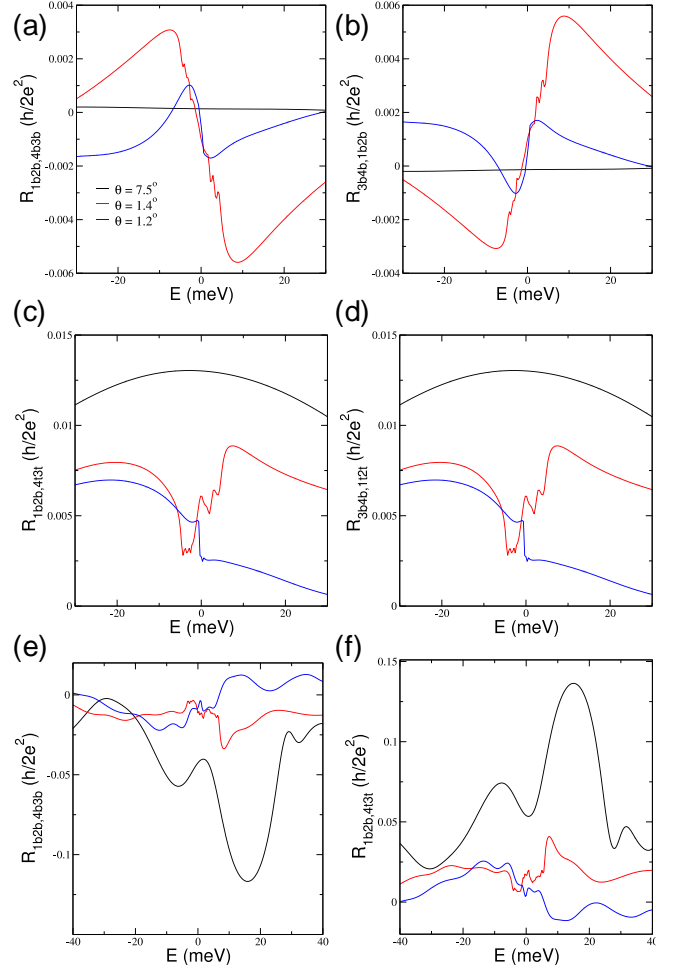 (a)
0.004
0.002
0
-0.002
-0.004
-0.006
R1b2b,4b3b (h/2e2)
θ = 7.5o
θ = 1.4o
θ = 1.2o
-20
0
20
E (meV)
(b)
0.006
0.004
0.002
0
-0.002
-0.004
R3b4b,1b2b (h/2e2)
-20
0
20
E (meV)
(c)
0.015
0.01
0.005
0
R1b2b,4t3t (h/2e2)
-20
0
20
E (meV)
(d)
0.015
0.01
0.005
0
R3b4b,1t2t (h/2e2)
-20
0
20
E (meV)
(e)
0
-0.05
-0.1
R1b2b,4b3b (h/2e2)
-40
-20
0
20
40
E (meV)
(f)
0.15
0.1
0.05
0
R1b2b,4t3t (h/2e2)
-40
-20
0
20
40
E (meV)